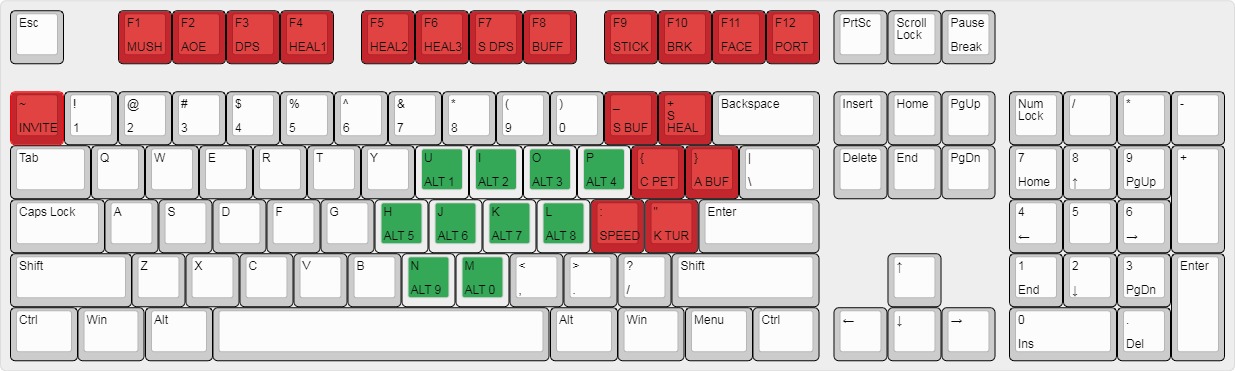 Esc F1 F2 F3 F4 F5 F6 F7 F8 F9 F10 F11 F12 PrtSc Scroll Lock Pause
MUSH AOE DPS HEAL1 HEAL2 HEAL3 S DPS BUFF STICK BRK FACE PORT Break
~ ! @ # $ % ^ & * ( ) _ + Backspace Insert Home PgUp Num Lock / * -
INVITE 1 2 3 4 5 6 7 8 9 0 S BUF S HEAL
Tab Q W E R T Y U I O P { } | Delete End PgDn 7 8 9 +
ALT 1 ALT 2 ALT 3 ALT 4 C PET A BUF \ Home ↑ PgUp
Caps Lock A S D F G H J K L : " Enter 4 5 6
ALT 5 ALT 6 ALT 7 ALT 8 SPEED K TUR ← →
Shift Z X C V B N M < > ? Shift ↑ 1 2 3 Enter
ALT 9 ALT 0 , . / End ↓ PgDn
Ctrl Win Alt Alt Win Menu Ctrl ← ↓ → 0 .
Ins Del